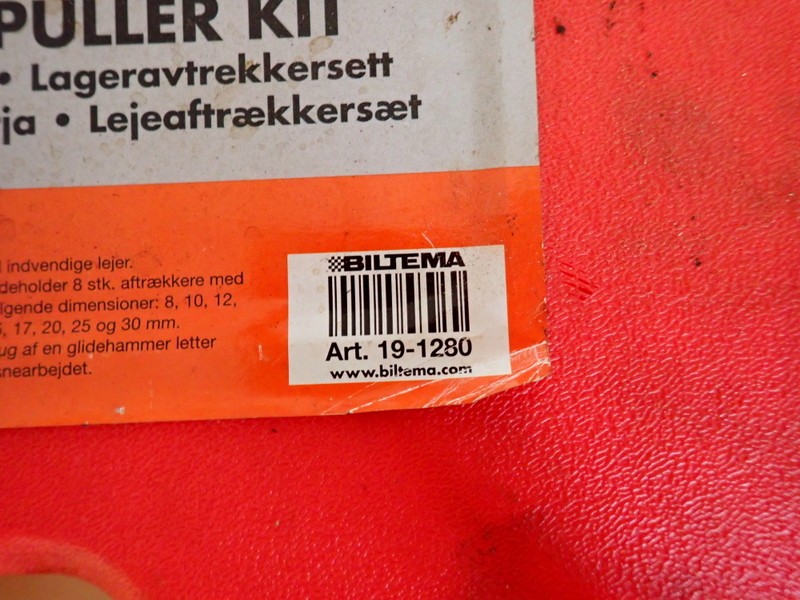 PULLER KIT
• Lageravtrekkersett
ja • Lejeaftrækkersæt
indvendige lejer.
deholder 8 stk. aftrækkere med
lgende dimensioner: 8, 10, 12,
, 17, 20, 25 og 30 mm.
ug af en glidehammer letter
snearbejdet.
BILTEMA
Art. 19-1280
www.biltema.com